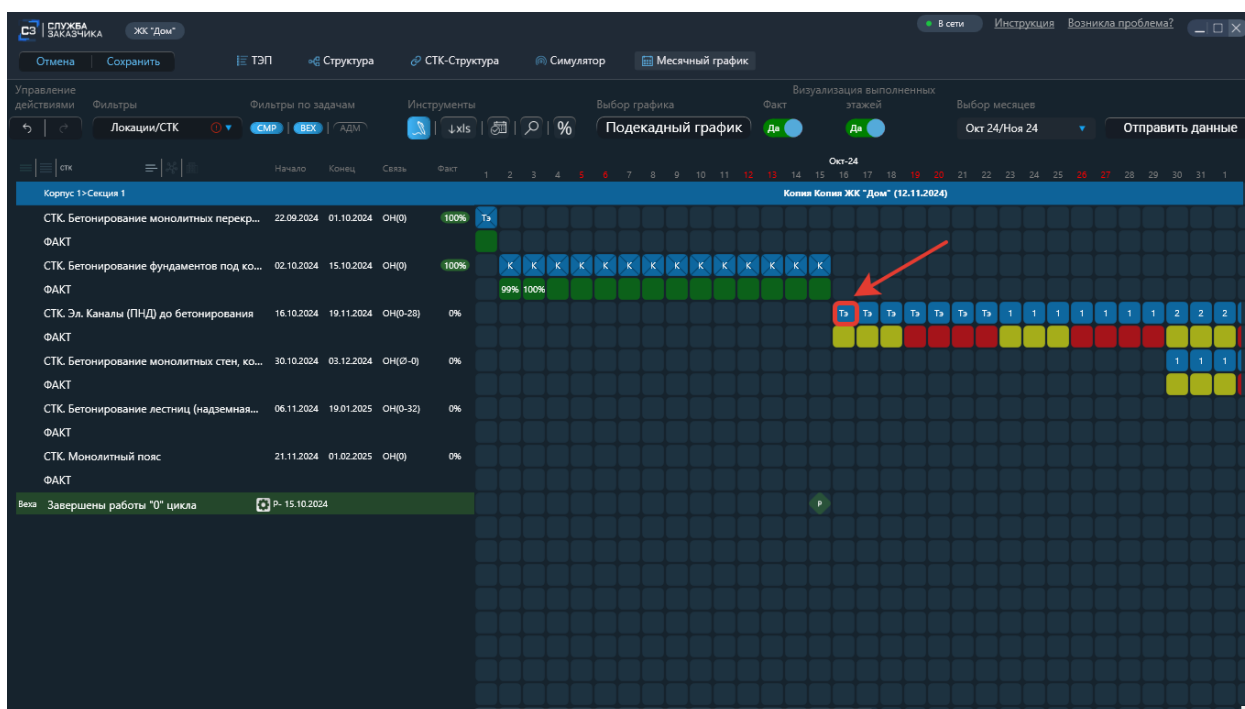 СЗ СЛУЖБА ЗАКАЗЧИКА ЖК "Дом" В сети Инструкция Возникла проблема?
Отмена Сохранить ТЭП Структура СТК-Структура Симулятор Месячный график
Управление действиями Фильтры Фильтры по задачам Инструменты Выбор графика Визуализация выполненных Факт этажей Выбор месяцев
Локации/СТК СМР ВЕХ АДМ xls % Подекадный график Да Да Окт 24/Ноя 24 Отправить данные
Окт-24
стк Начало Конец Связь Факт 1 2 3 4 5 6 7 8 9 10 11 12 13 14 15 16 17 18 19 20 21 22 23 24 25 26 27 28 29 30 31 1
Корпус 1>Секция 1 Копия Копия ЖК "Дом" (12.11.2024)
СТК. Бетонирование монолитных перекр... 22.09.2024 01.10.2024 ОН(0) 100% Тэ
ФАКТ
СТК. Бетонирование фундаментов под ко... 02.10.2024 15.10.2024 ОН(0) 100% К К К К К К К К К К К К К К
ФАКТ 99% 100%
СТК. Эл. Каналы (ПНД) до бетонирования 16.10.2024 19.11.2024 ОН(0-28) 0% Тэ Тэ Тэ Тэ Тэ Тэ Тэ 1 1 1 1 1 1 1 2 2 2
ФАКТ
СТК. Бетонирование монолитных стен, ко... 30.10.2024 03.12.2024 ОН(Ø-0) 0% 1 1 1
ФАКТ
СТК. Бетонирование лестниц (надземная... 06.11.2024 19.01.2025 ОН(0-32) 0%
ФАКТ
СТК. Монолитный пояс 21.11.2024 01.02.2025 ОН(0) 0%
ФАКТ
Веха Завершены работы "0" цикла Р- 15.10.2024 Р